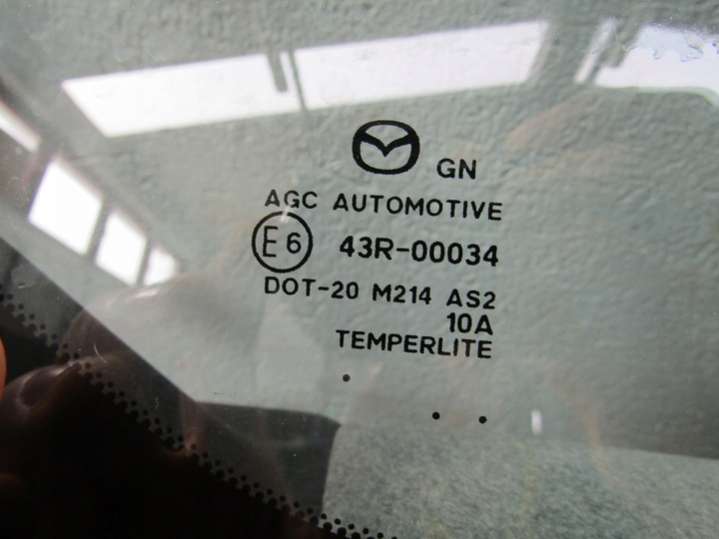 GN
AGC AUTOMOTIVE
E6 43R-00034
DOT-20 M214 AS2
10A
TEMPERLITE